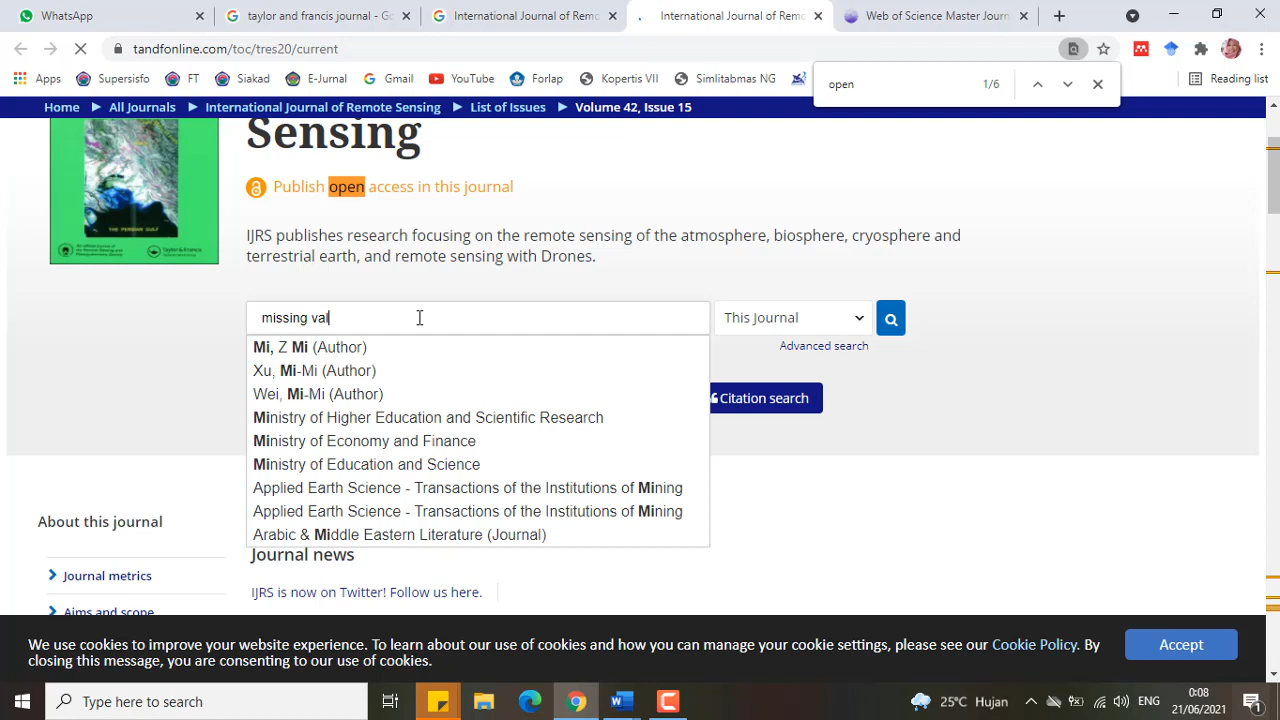 WhatsApp
taylor and francis journal - Go
International Journal of Remo
International Journal of Remo
Web of Science Master Journ
tandfonline.com/toc/tres20/current
Apps
Supersisfo
FT
Siakad
E-Jurnal
Gmail
YouTube
Forlap
Kopertis VII
Simlitabmas NG
Reading list
open 1/6
Home
All Journals
International Journal of Remote Sensing
List of Issues
Volume 42, Issue 15
Sensing
Publish open access in this journal
IJRS publishes research focusing on the remote sensing of the atmosphere, biosphere, cryosphere and
terrestrial earth, and remote sensing with Drones.
THE PERSIAN GULF
Taylor & Francis
missing val
This Journal
Advanced search
Mi, Z Mi (Author)
Xu, Mi-Mi (Author)
Wei, Mi-Mi (Author)
Ministry of Higher Education and Scientific Research
Ministry of Economy and Finance
Ministry of Education and Science
Applied Earth Science - Transactions of the Institutions of Mining
Applied Earth Science - Transactions of the Institutions of Mining
Arabic & Middle Eastern Literature (Journal)
Citation search
About this journal
Journal metrics
Aims and scope
Journal news
IJRS is now on Twitter! Follow us here.
We use cookies to improve your website experience. To learn about our use of cookies and how you can manage your cookie settings, please see our Cookie Policy. By
closing this message, you are consenting to our use of cookies.
Accept
Type here to search
25°C Hujan
ENG
0:08
21/06/2021
1